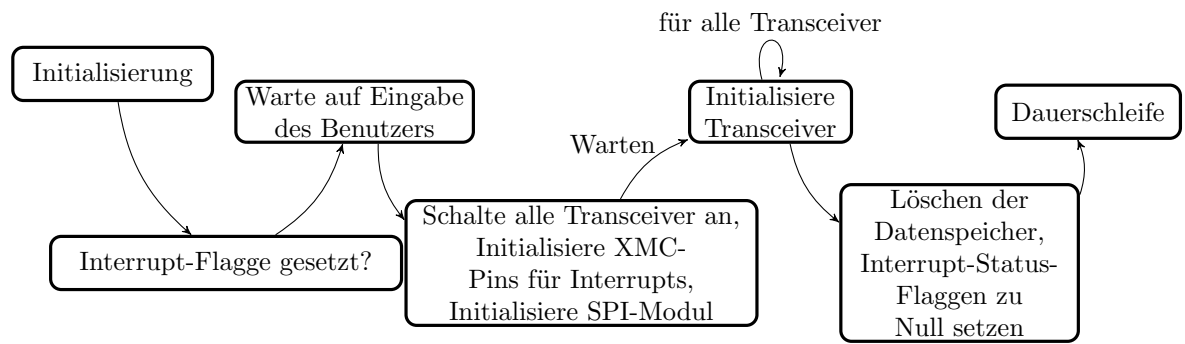 Initialisierung
Interrupt-Flagge gesetzt?
Warte auf Eingabe
des Benutzers
Schalte alle Transceiver an,
Initialisiere XMC-
Pins für Interrupts,
Initialisiere SPI-Modul
Warten
für alle Transceiver
Initialisiere
Transceiver
Löschen der
Datenspeicher,
Interrupt-Status-
Flaggen zu
Null setzen
Dauerschleife